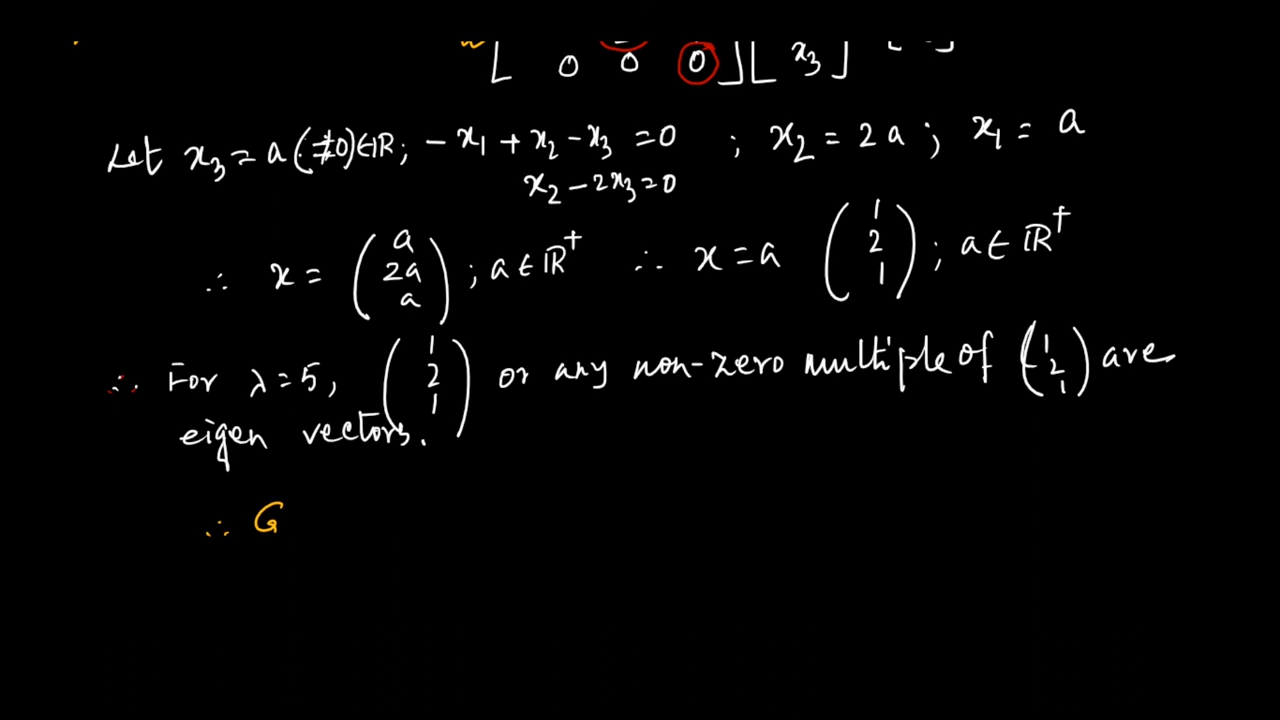 [ 0 0 0 ] [ x₃ ]
Let x₃ = a (≠0) ∈ ℝ; −x₁ + x₂ − x₃ = 0 ; x₂ = 2a ; x₁ = a
x₂ − 2x₃ = 0
∴ x = ( a 2a a ) ; a ∈ ℝ† ∴ x = a ( 1 2 1 ) ; a ∈ ℝ†
∴ For λ = 5, ( 1 2 1 ) or any non-zero multiple of ( 1 2 1 ) are
eigen vectors.
∴ G